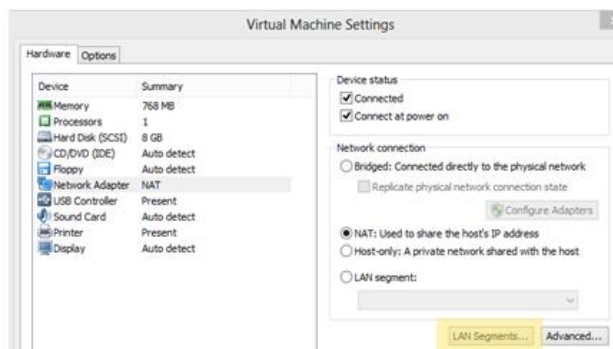 Virtual Machine Settings
Hardware Options
Device Summary
Memory 768 MB
Processors 1
Hard Disk (SCSI) 8 GB
CD/DVD (IDE) Auto detect
Floppy Auto detect
Network Adapter NAT
USB Controller Present
Sound Card Auto detect
Printer Present
Display Auto detect
Device status
Connected
Connect at power on
Network connection
Bridged: Connected directly to the physical network
Replicate physical network connection state
Configure Adapters
NAT: Used to share the host's IP address
Host-only: A private network shared with the host
LAN segment:
LAN Segments... Advanced...